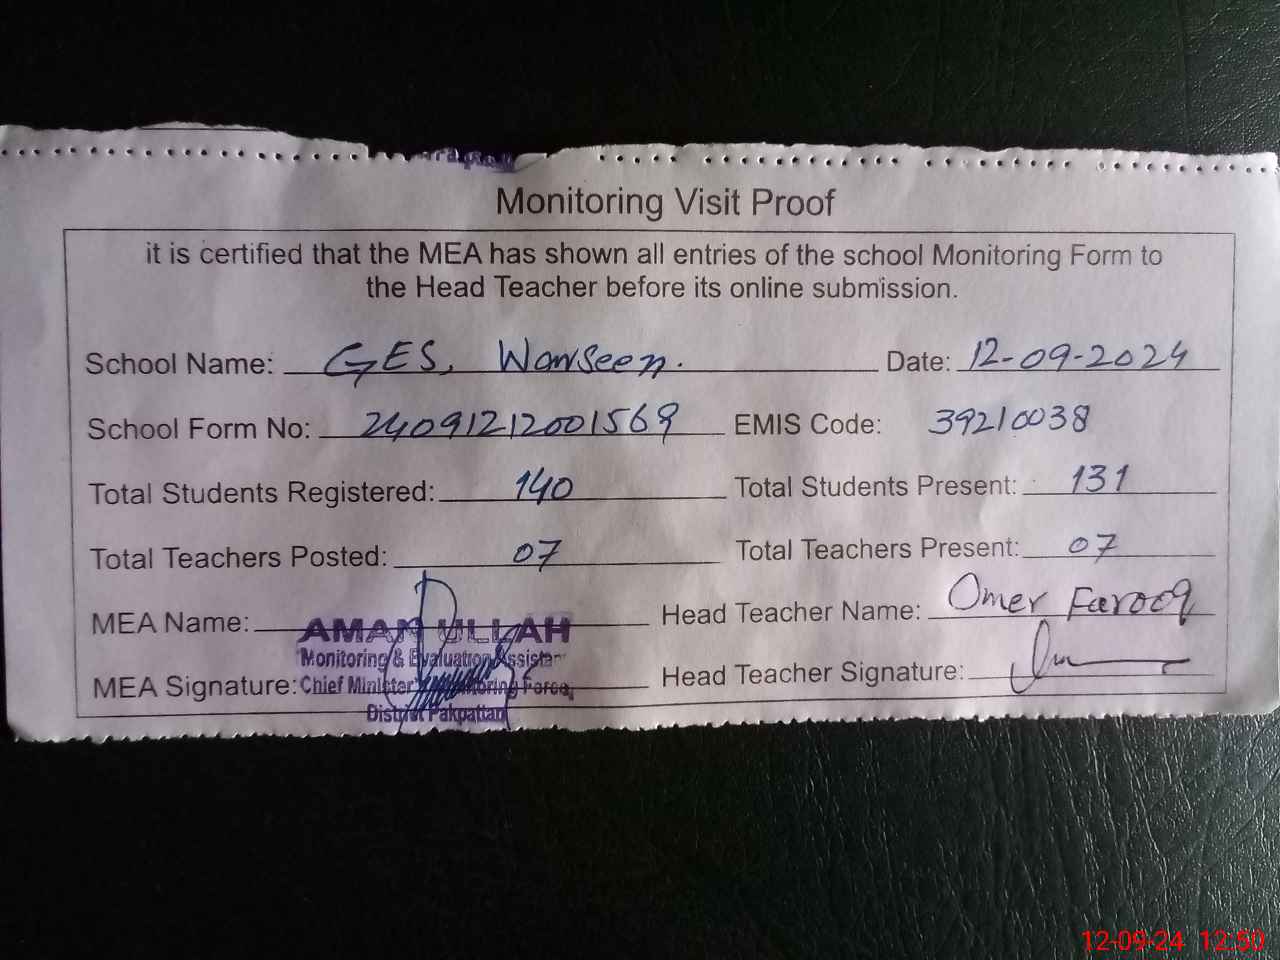 Monitoring Visit Proof
it is certified that the MEA has shown all entries of the school Monitoring Form to
the Head Teacher before its online submission.
School Name: GES, Wanseen. Date: 12-09-2024
School Form No: 24091212001569 EMIS Code: 39210038
Total Students Registered: 140 Total Students Present: 131
Total Teachers Posted: 07 Total Teachers Present: 07
MEA Name: AMAN ULLAH Head Teacher Name: Omer Farooq
Monitoring & Evaluation Assistant
MEA Signature: Chief Minister Monitoring Force, Head Teacher Signature:
District Pakpattan
12-09-24 12:50